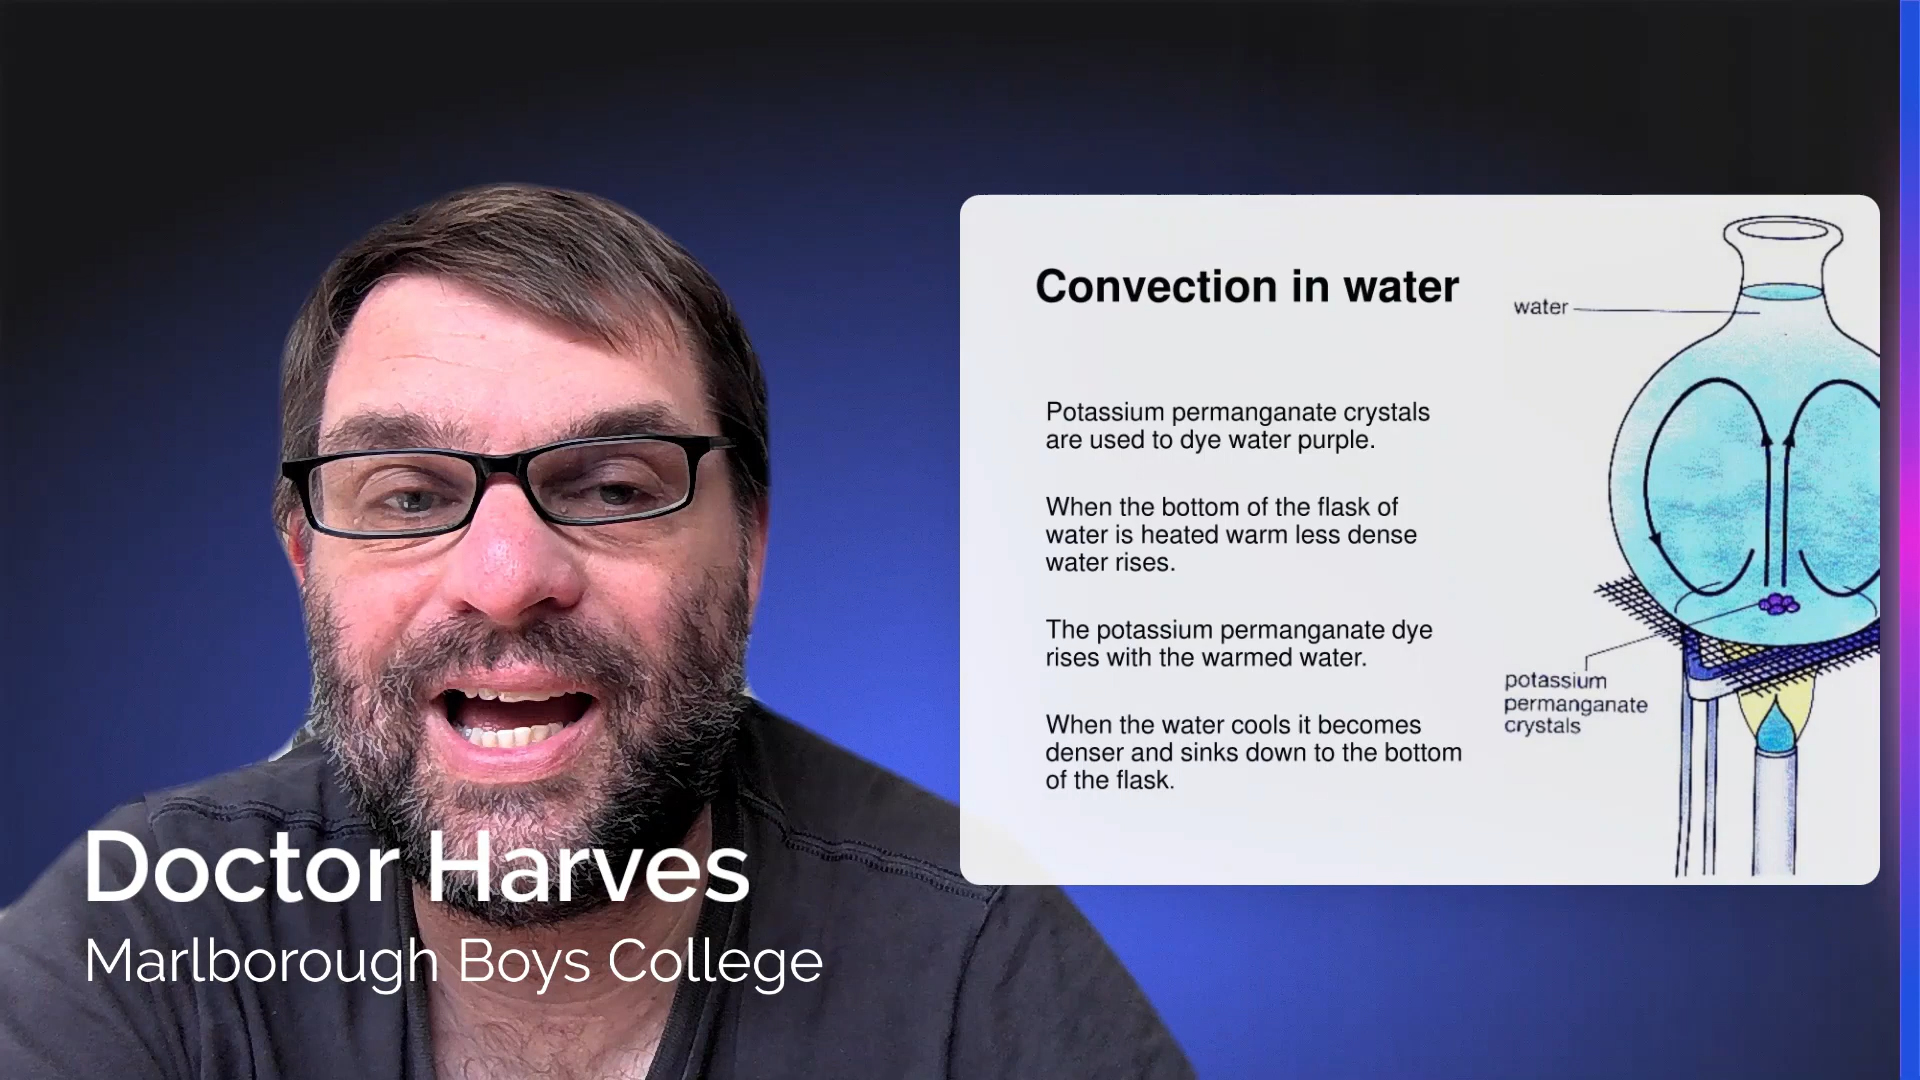 Convection in water
water
Potassium permanganate crystals
are used to dye water purple.
When the bottom of the flask of
water is heated warm less dense
water rises.
The potassium permanganate dye
rises with the warmed water.
When the water cools it becomes
denser and sinks down to the bottom
of the flask.
potassium
permanganate
crystals
Doctor Harves
Marlborough Boys College